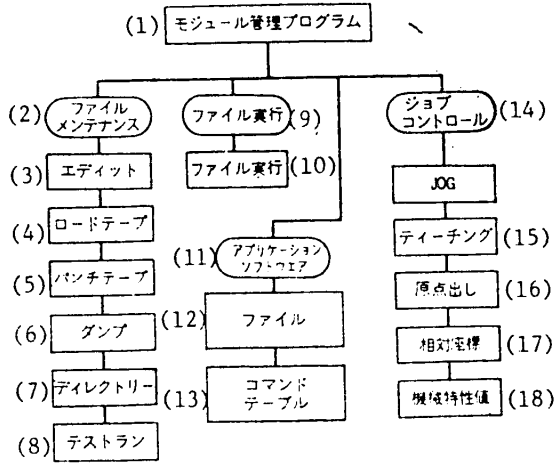 (1) モジュール管理プログラム
(2) ファイル
メンテナンス
(3) エディット
(4) ロードテープ
(5) パンチテープ
(6) ダンプ
(7) ディレクトリー
(8) テストラン
ファイル実行 (9)
ファイル実行 (10)
(11) アプリケーション
ソフトウェア
(12) ファイル
(13) コマンド
テーブル
ジョブ
コントロール (14)
JOG
ティーチング (15)
原点出し (16)
相対座標 (17)
機械特性値 (18)